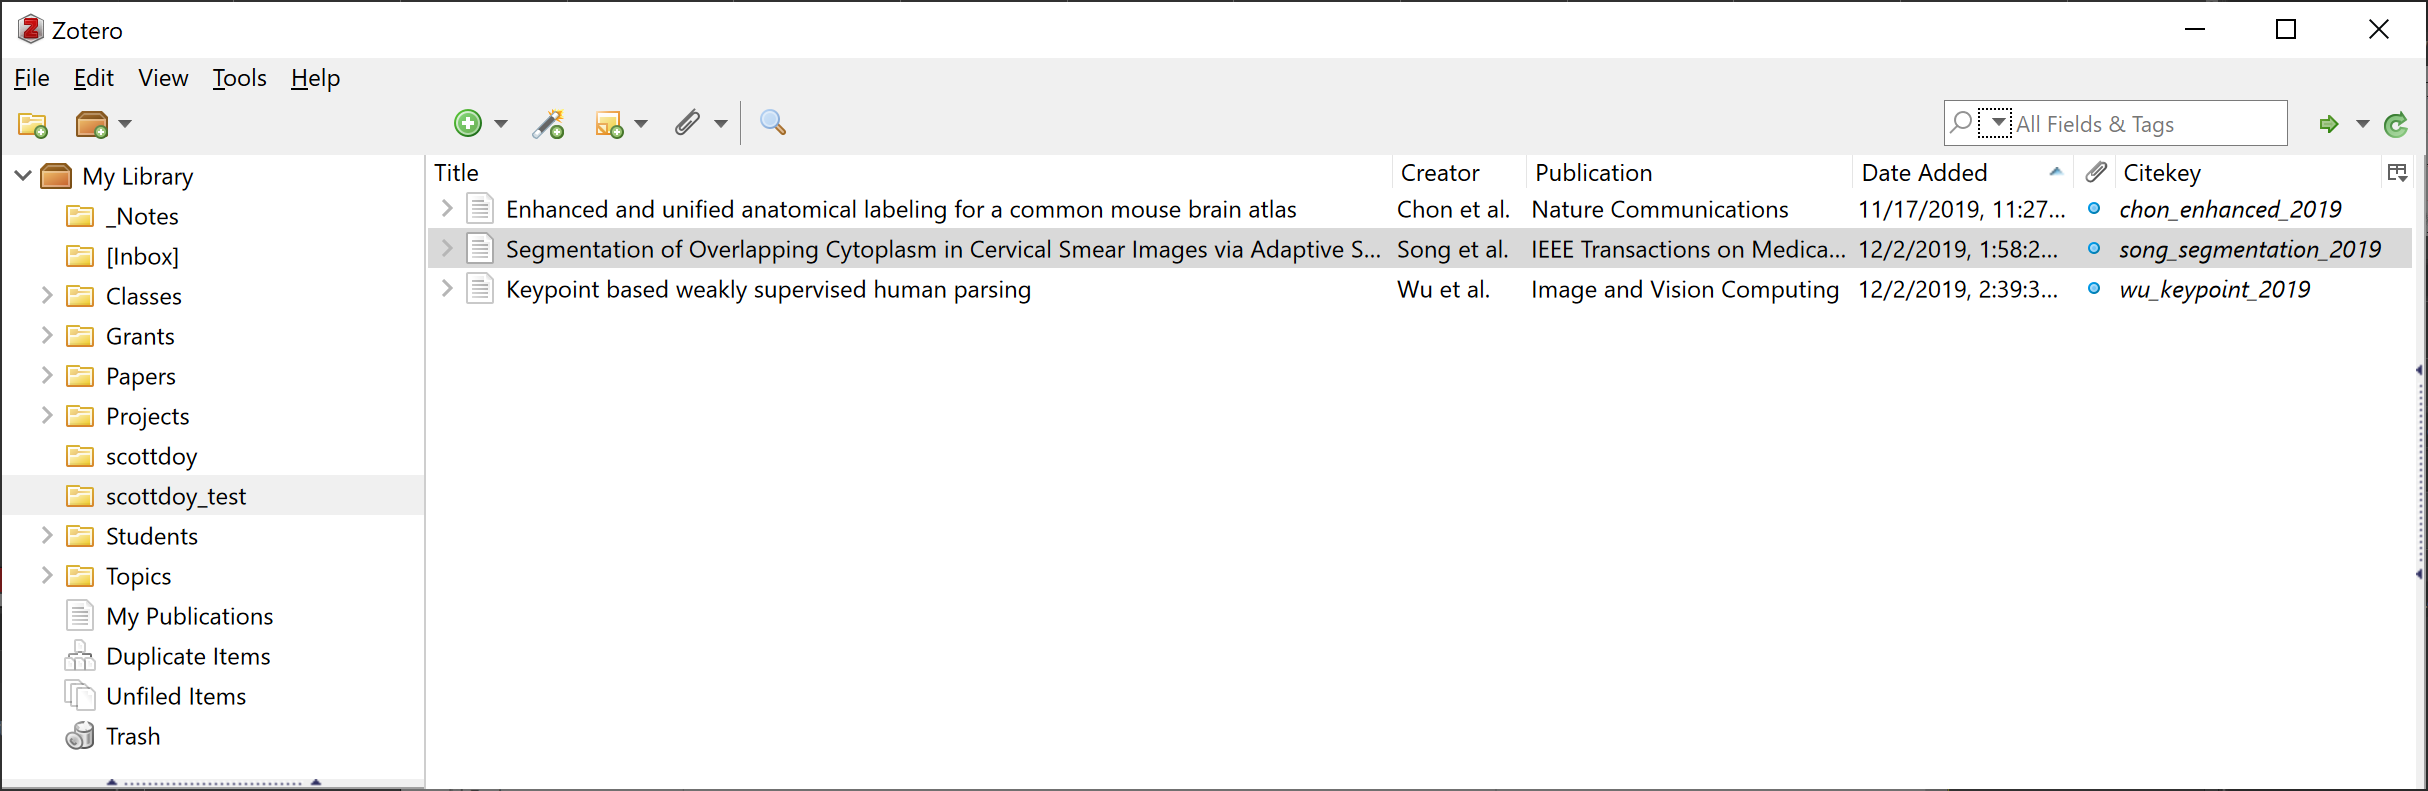 Zotero
File Edit View Tools Help
All Fields & Tags
My Library
_Notes
[Inbox]
Classes
Grants
Papers
Projects
scottdoy
scottdoy_test
Students
Topics
My Publications
Duplicate Items
Unfiled Items
Trash
Title Creator Publication Date Added Citekey
Enhanced and unified anatomical labeling for a common mouse brain atlas Chon et al. Nature Communications 11/17/2019, 11:27... chon_enhanced_2019
Segmentation of Overlapping Cytoplasm in Cervical Smear Images via Adaptive S... Song et al. IEEE Transactions on Medica... 12/2/2019, 1:58:2... song_segmentation_2019
Keypoint based weakly supervised human parsing Wu et al. Image and Vision Computing 12/2/2019, 2:39:3... wu_keypoint_2019